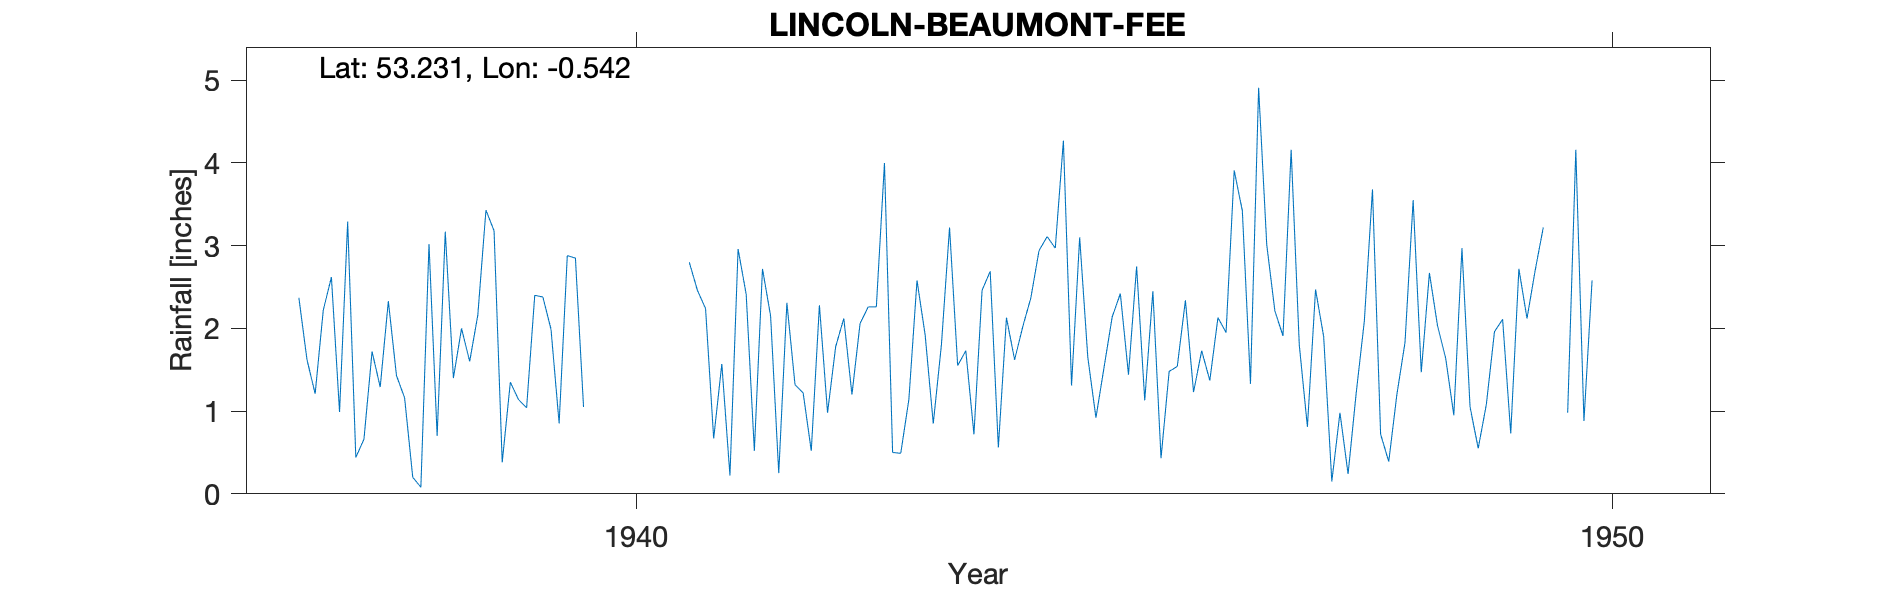 LINCOLN-BEAUMONT-FEE
Lat: 53.231, Lon: -0.542
5
4
3
2
1
0
Rainfall [inches]
1940
1950
Year